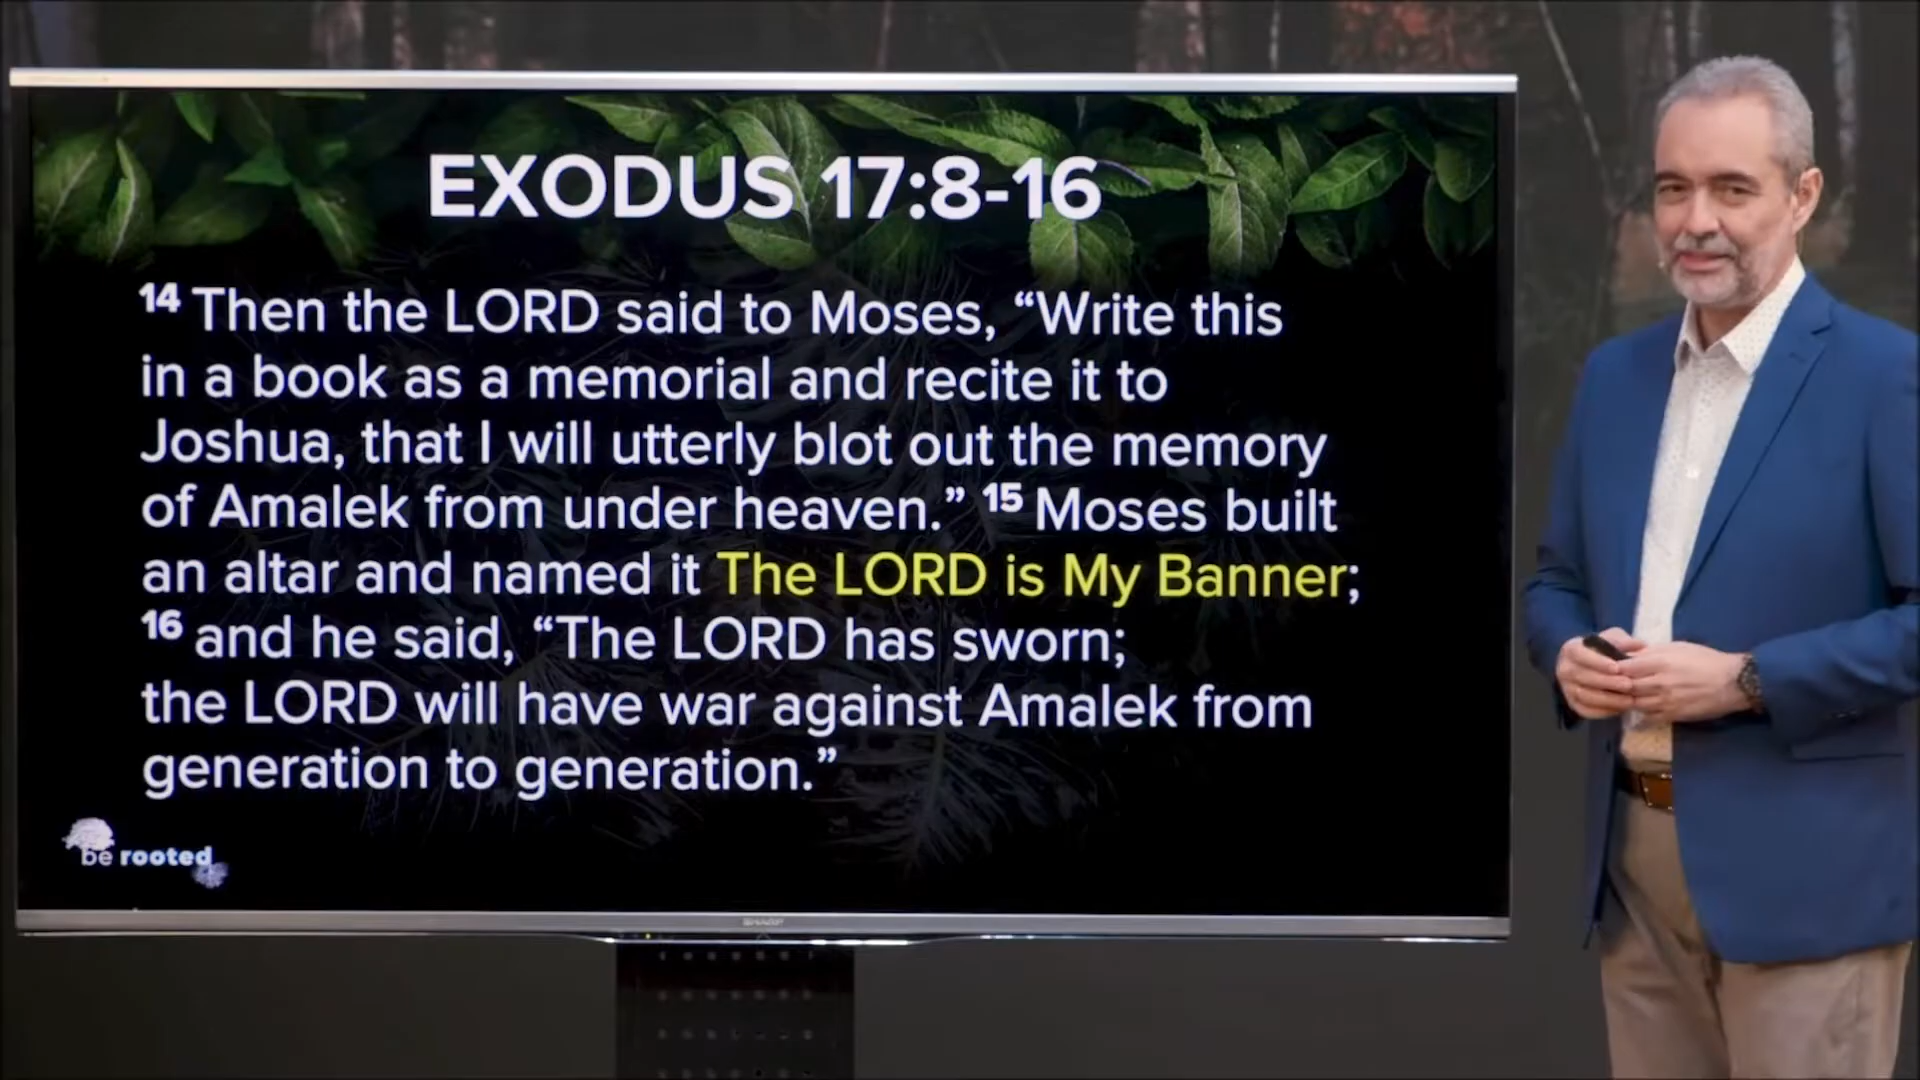 EXODUS 17:8-16
14 Then the LORD said to Moses, “Write this
in a book as a memorial and recite it to
Joshua, that I will utterly blot out the memory
of Amalek from under heaven.” 15 Moses built
an altar and named it The LORD is My Banner;
16 and he said, “The LORD has sworn;
the LORD will have war against Amalek from
generation to generation.”
be rooted
SHARP